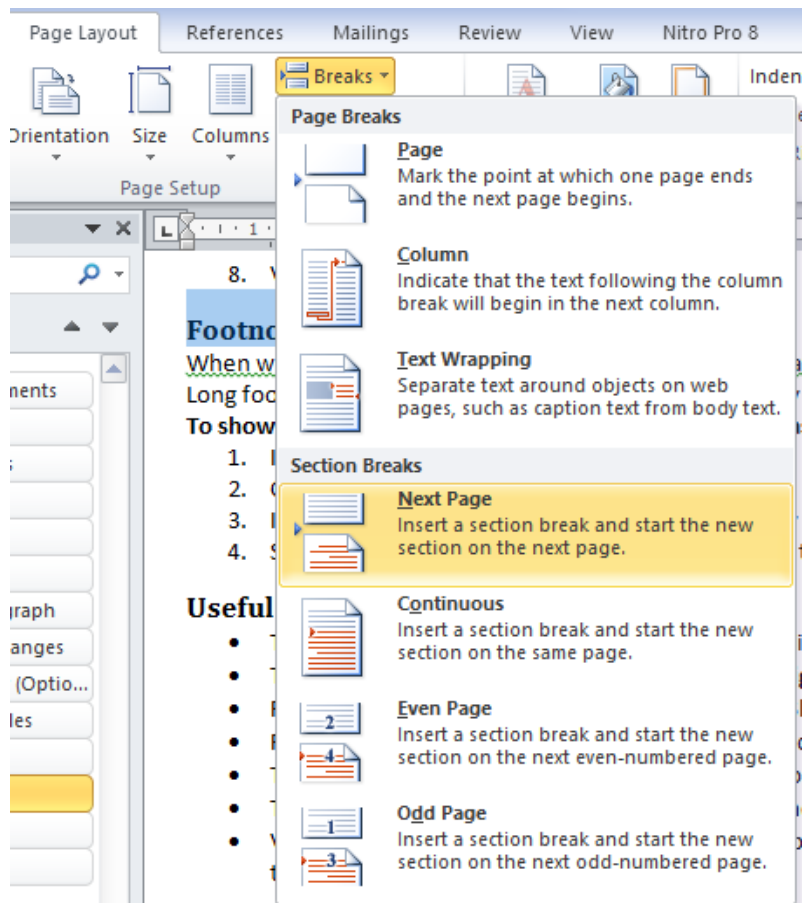 Page Layout References Mailings Review View Nitro Pro 8
Breaks Inden
Orientation Size Columns
Page Setup
Page Breaks
Page
Mark the point at which one page ends
and the next page begins.
Column
Indicate that the text following the column
break will begin in the next column.
Text Wrapping
Separate text around objects on web
pages, such as caption text from body text.
Section Breaks
Next Page
Insert a section break and start the new
section on the next page.
Continuous
Insert a section break and start the new
section on the same page.
Even Page
Insert a section break and start the new
section on the next even-numbered page.
2
4
Odd Page
Insert a section break and start the new
section on the next odd-numbered page.
1
3
L 1
8.
Footno
When w
Long foo
To show
1.
2.
3.
4.
Useful
ments
graph
anges
(Optio...
les